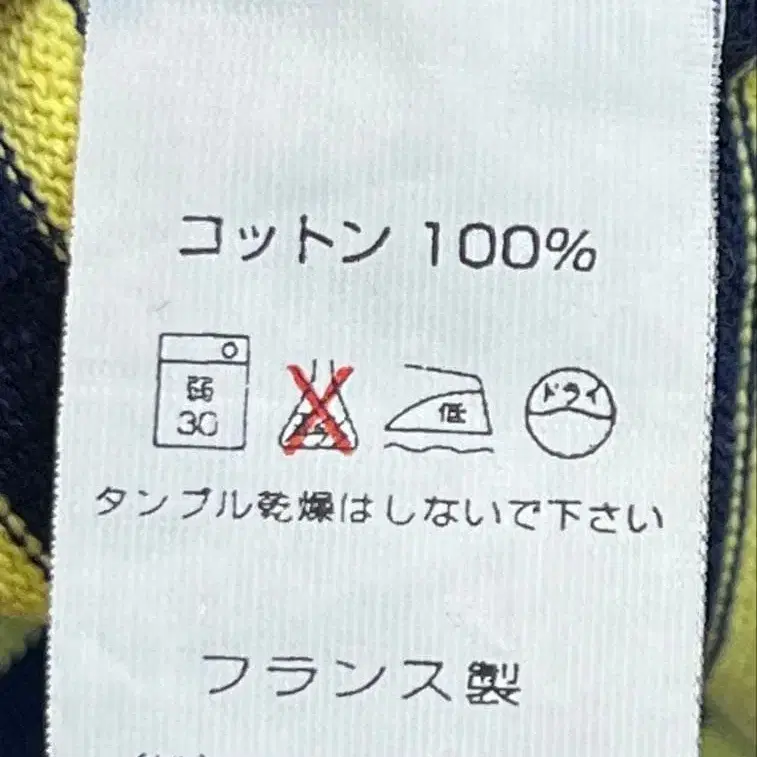 コットン 100%
弱 30 低 ドライ
タンブル乾燥はしないで下さい
フランス製